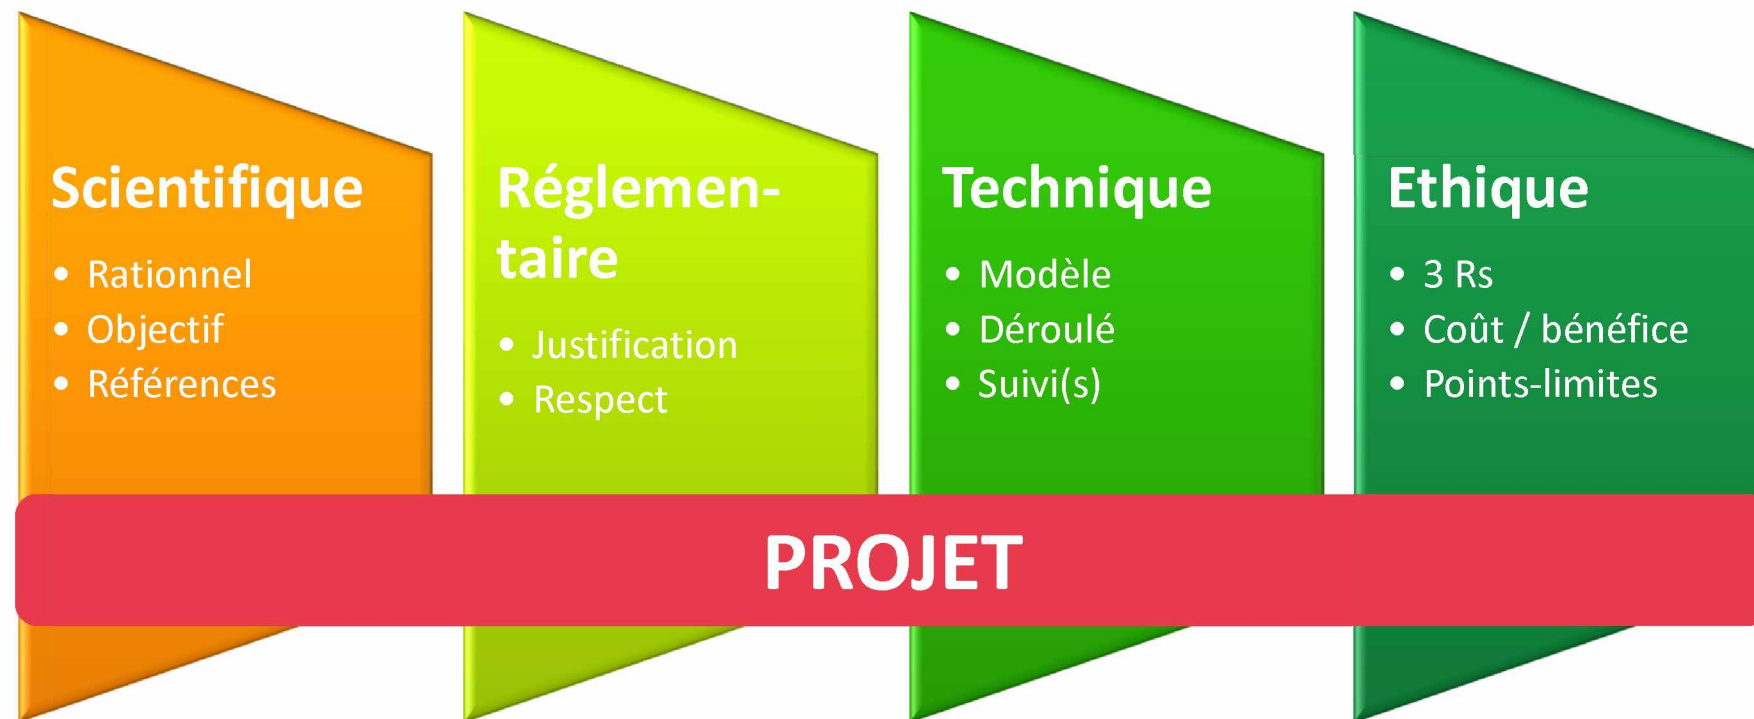 Scientifique
• Rationnel
• Objectif
• Références
Réglemen-
taire
• Justification
• Respect
Technique
• Modèle
• Déroulé
• Suivi(s)
Ethique
• 3 Rs
• Coût / bénéfice
• Points-limites
PROJET